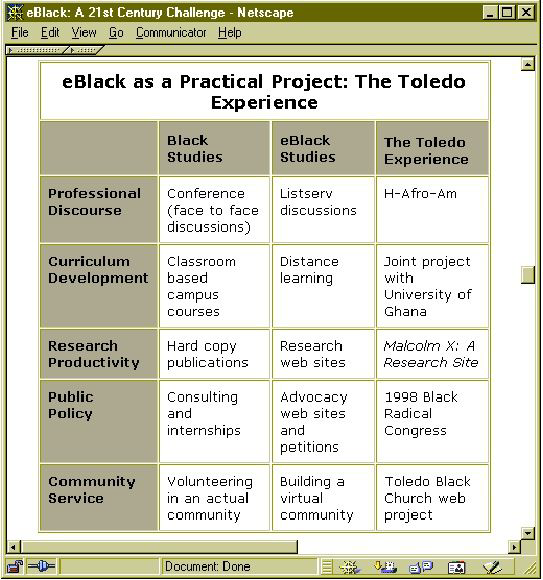 eBlack: A 21st Century Challenge - Netscape
File Edit View Go Communicator Help
eBlack as a Practical Project: The Toledo
Experience
Black
Studies
eBlack
Studies
The Toledo
Experience
Professional
Discourse
Conference
(face to face
discussions)
Listserv
discussions
H-Afro-Am
Curriculum
Development
Classroom
based
campus
courses
Distance
learning
Joint project
with
University of
Ghana
Research
Productivity
Hard copy
publications
Research
web sites
Malcolm X: A
Research Site
Public
Policy
Consulting
and
internships
Advocacy
web sites
and
petitions
1998 Black
Radical
Congress
Community
Service
Volunteering
in an actual
community
Building a
virtual
community
Toledo Black
Church web
project
Document: Done